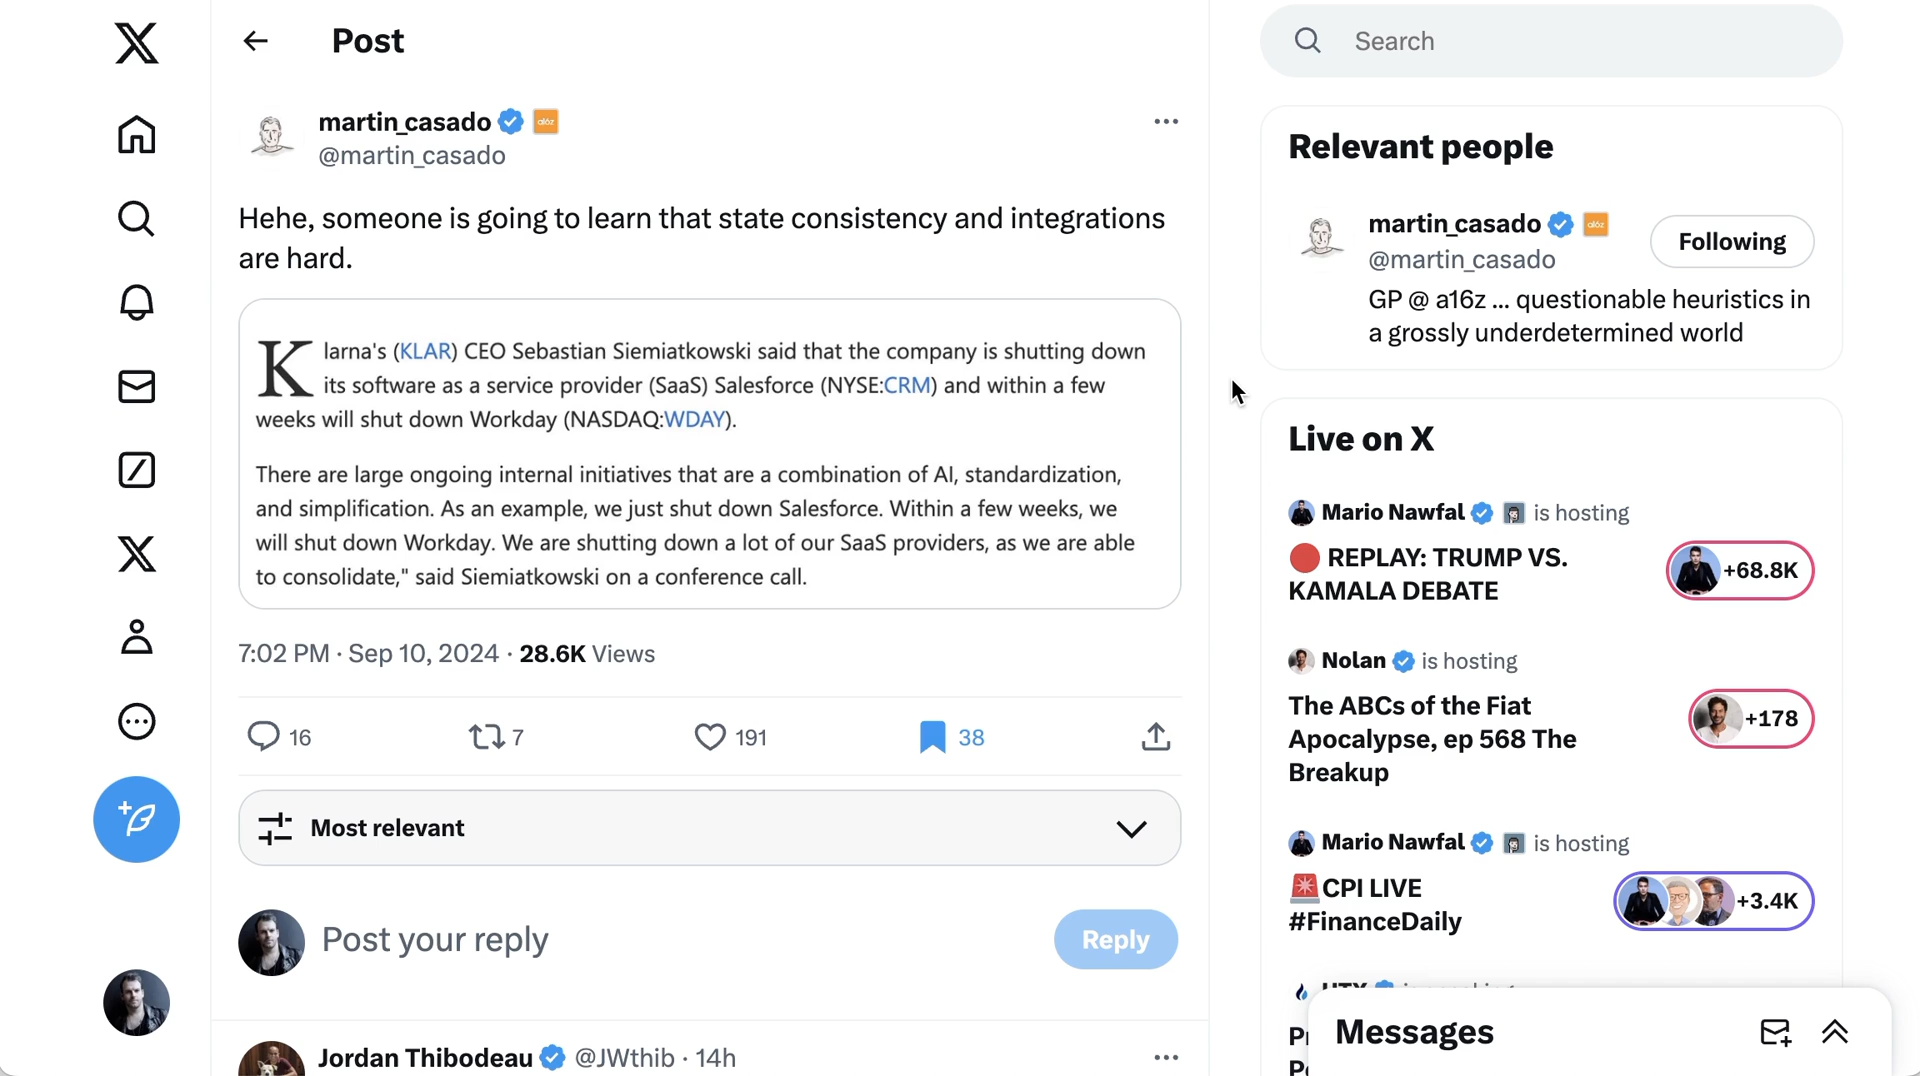 Post
martin_casado
@martin_casado
Hehe, someone is going to learn that state consistency and integrations
are hard.
Klarna's (KLAR) CEO Sebastian Siemiatkowski said that the company is shutting down
its software as a service provider (SaaS) Salesforce (NYSE:CRM) and within a few
weeks will shut down Workday (NASDAQ:WDAY).
There are large ongoing internal initiatives that are a combination of AI, standardization,
and simplification. As an example, we just shut down Salesforce. Within a few weeks, we
will shut down Workday. We are shutting down a lot of our SaaS providers, as we are able
to consolidate," said Siemiatkowski on a conference call.
7:02 PM · Sep 10, 2024 · 28.6K Views
16 7 191 38
Most relevant
Post your reply
Reply
Jordan Thibodeau @JWthib · 14h
Search
Relevant people
martin_casado
@martin_casado
Following
GP @ a16z ... questionable heuristics in
a grossly underdetermined world
Live on X
Mario Nawfal is hosting
REPLAY: TRUMP VS.
KAMALA DEBATE
+68.8K
Nolan is hosting
The ABCs of the Fiat
Apocalypse, ep 568 The
Breakup
+178
Mario Nawfal is hosting
CPI LIVE
#FinanceDaily
+3.4K
Messages